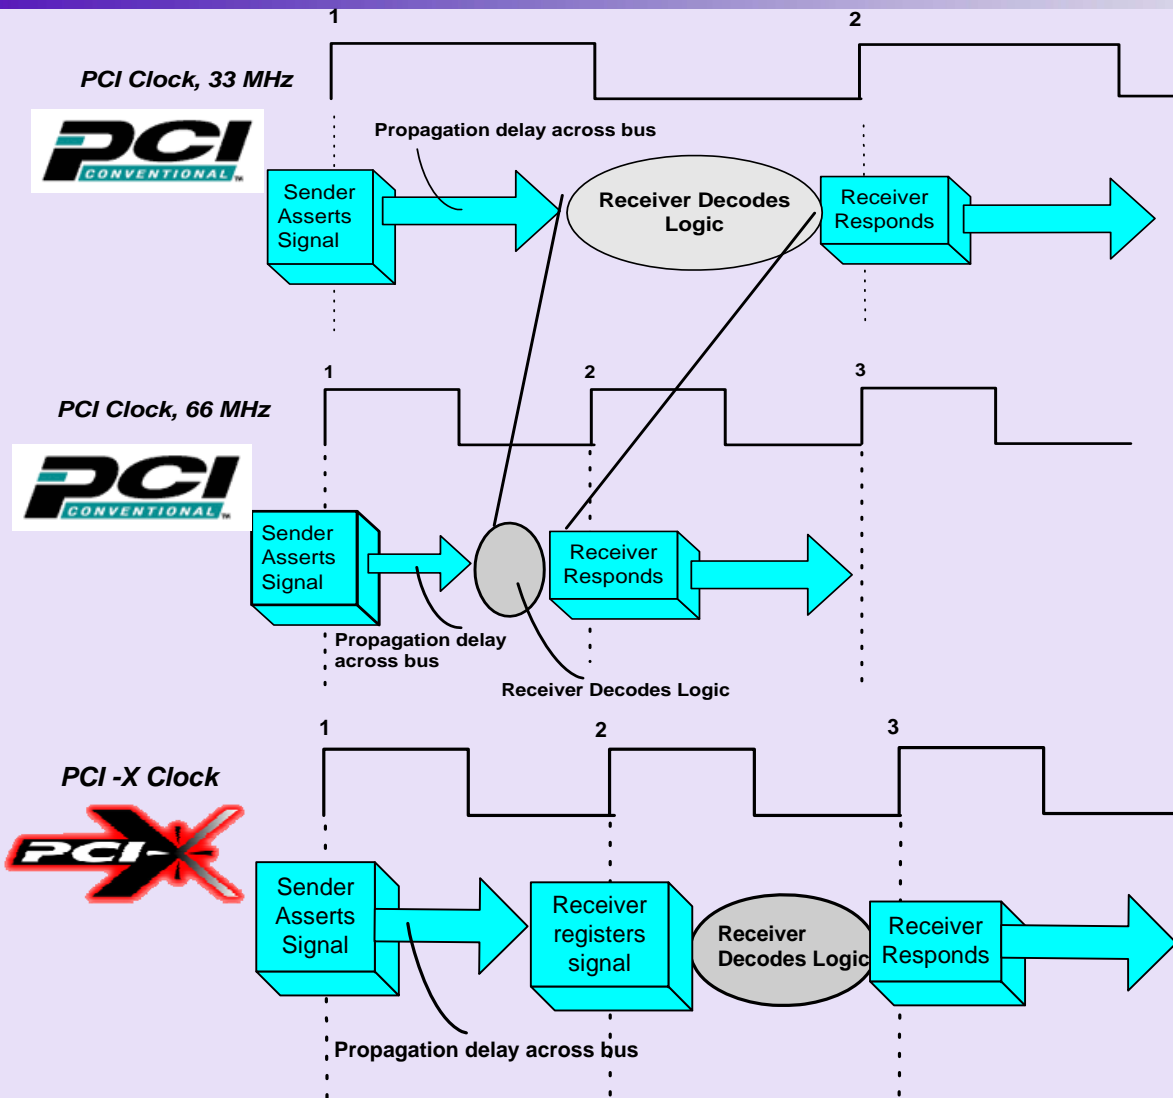 1
2
PCI Clock, 33 MHz
PCI
CONVENTIONAL
TM
Propagation delay across bus
Sender
Asserts
Signal
Receiver Decodes
Logic
Receiver
Responds
1
2
3
PCI Clock, 66 MHz
PCI
CONVENTIONAL
TM
Sender
Asserts
Signal
Receiver
Responds
Propagation delay
across bus
Receiver Decodes Logic
1
2
3
PCI -X Clock
PCI-X
Sender
Asserts
Signal
Receiver
registers
signal
Receiver
Decodes Logic
Receiver
Responds
Propagation delay across bus